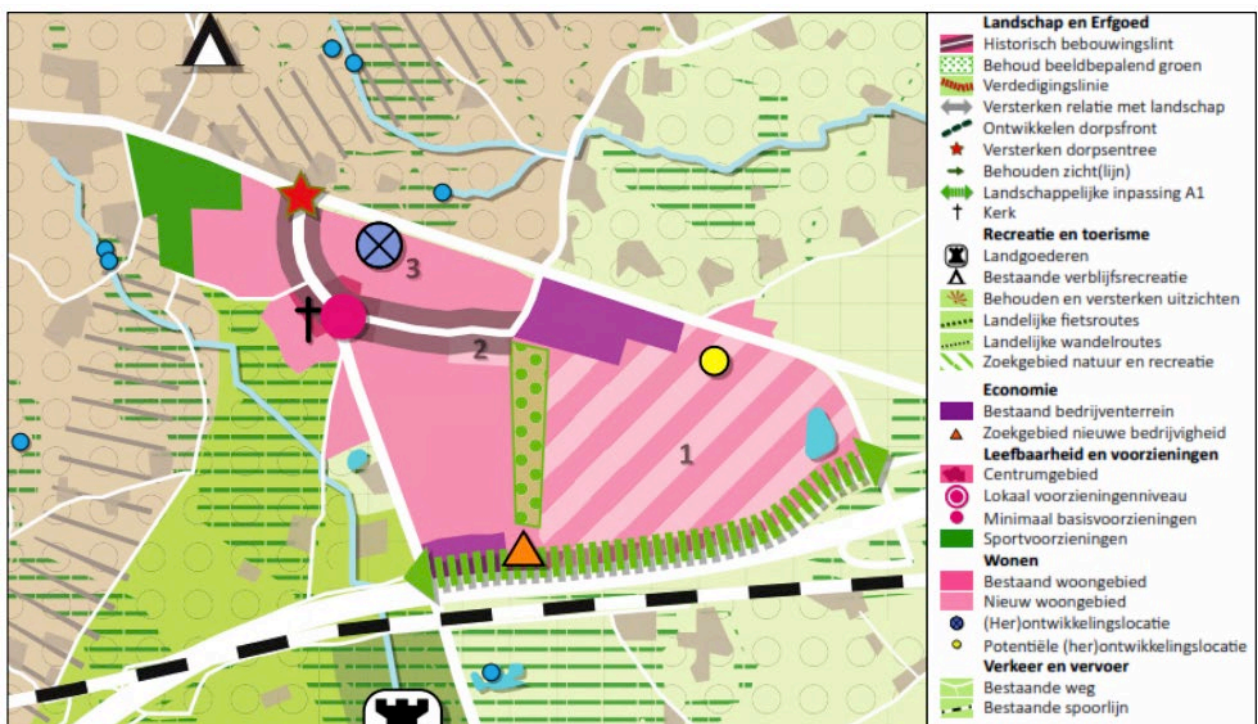 3
2
1
Landschap en Erfgoed
Historisch bebouwingslint
Behoud beeldbepalend groen
Verdedigingslinie
Versterken relatie met landschap
Ontwikkelen dorpsfront
Versterken dorpsentree
Behouden zicht(lijn)
Landschappelijke inpassing A1
Kerk
Recreatie en toerisme
Landgoederen
Bestaande verblijfsrecreatie
Behouden en versterken uitzichten
Landelijke fietsroutes
Landelijke wandelroutes
Zoekgebied natuur en recreatie
Economie
Bestaand bedrijventerrein
Zoekgebied nieuwe bedrijvigheid
Leefbaarheid en voorzieningen
Centrumgebied
Lokaal voorzieningenniveau
Minimaal basisvoorzieningen
Sportvoorzieningen
Wonen
Bestaand woongebied
Nieuw woongebied
(Her)ontwikkelingslocatie
Potentiële (her)ontwikkelingslocatie
Verkeer en vervoer
Bestaande weg
Bestaande spoorlijn